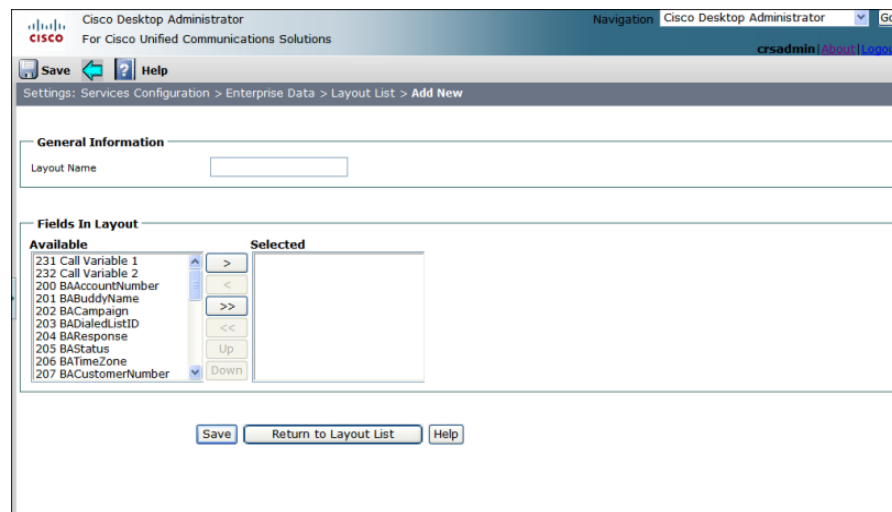 Cisco Desktop Administrator
Navigation Cisco Desktop Administrator
CISCO
For Cisco Unified Communications Solutions
crsadmin|About|Logou
Save ? Help
Settings: Services Configuration > Enterprise Data > Layout List > Add New
General Information
Layout Name
Fields In Layout
Available
Selected
231 Call Variable 1
232 Call Variable 2
200 BAAccountNumber
201 BABuddyName
202 BACampaign
203 BADialedListID
204 BAResponse
205 BAStatus
206 BATimeZone
207 BACustomerNumber
>
<
>>
<<
Up
Down
Save Return to Layout List Help